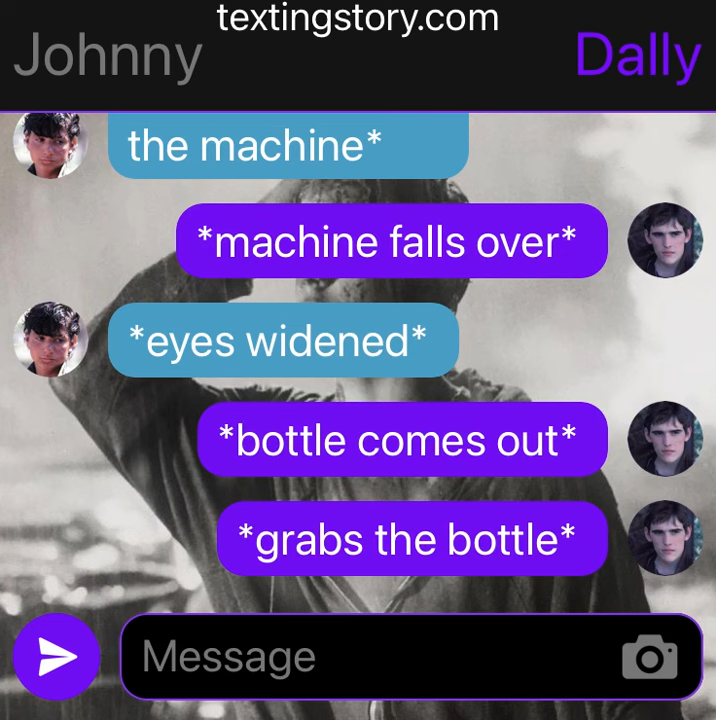 textingstory.com
Johnny
Dally
the machine*
*machine falls over*
*eyes widened*
*bottle comes out*
*grabs the bottle*
Message